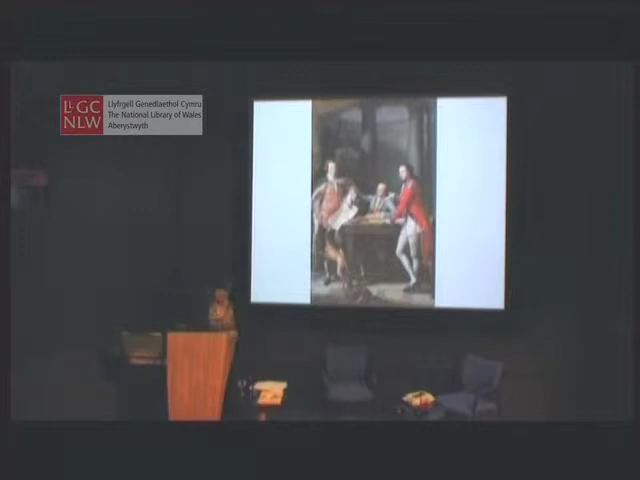 LLGC
NLW
Llyfrgell Genedlaethol Cymru
The National Library of Wales
Aberystwyth